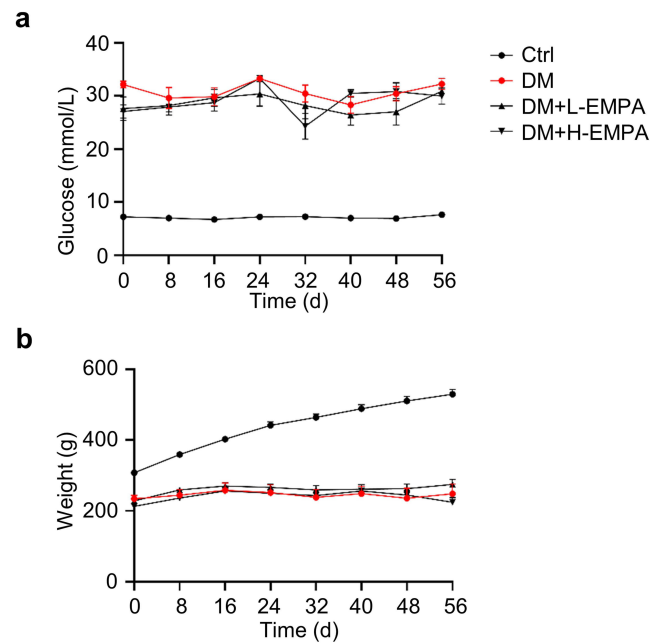 a
40
30
20
10
0
Glucose (mmol/L)
0 8 16 24 32 40 48 56
Time (d)
Ctrl
DM
DM+L-EMPA
DM+H-EMPA
b
600
400
200
0
Weight (g)
0 8 16 24 32 40 48 56
Time (d)